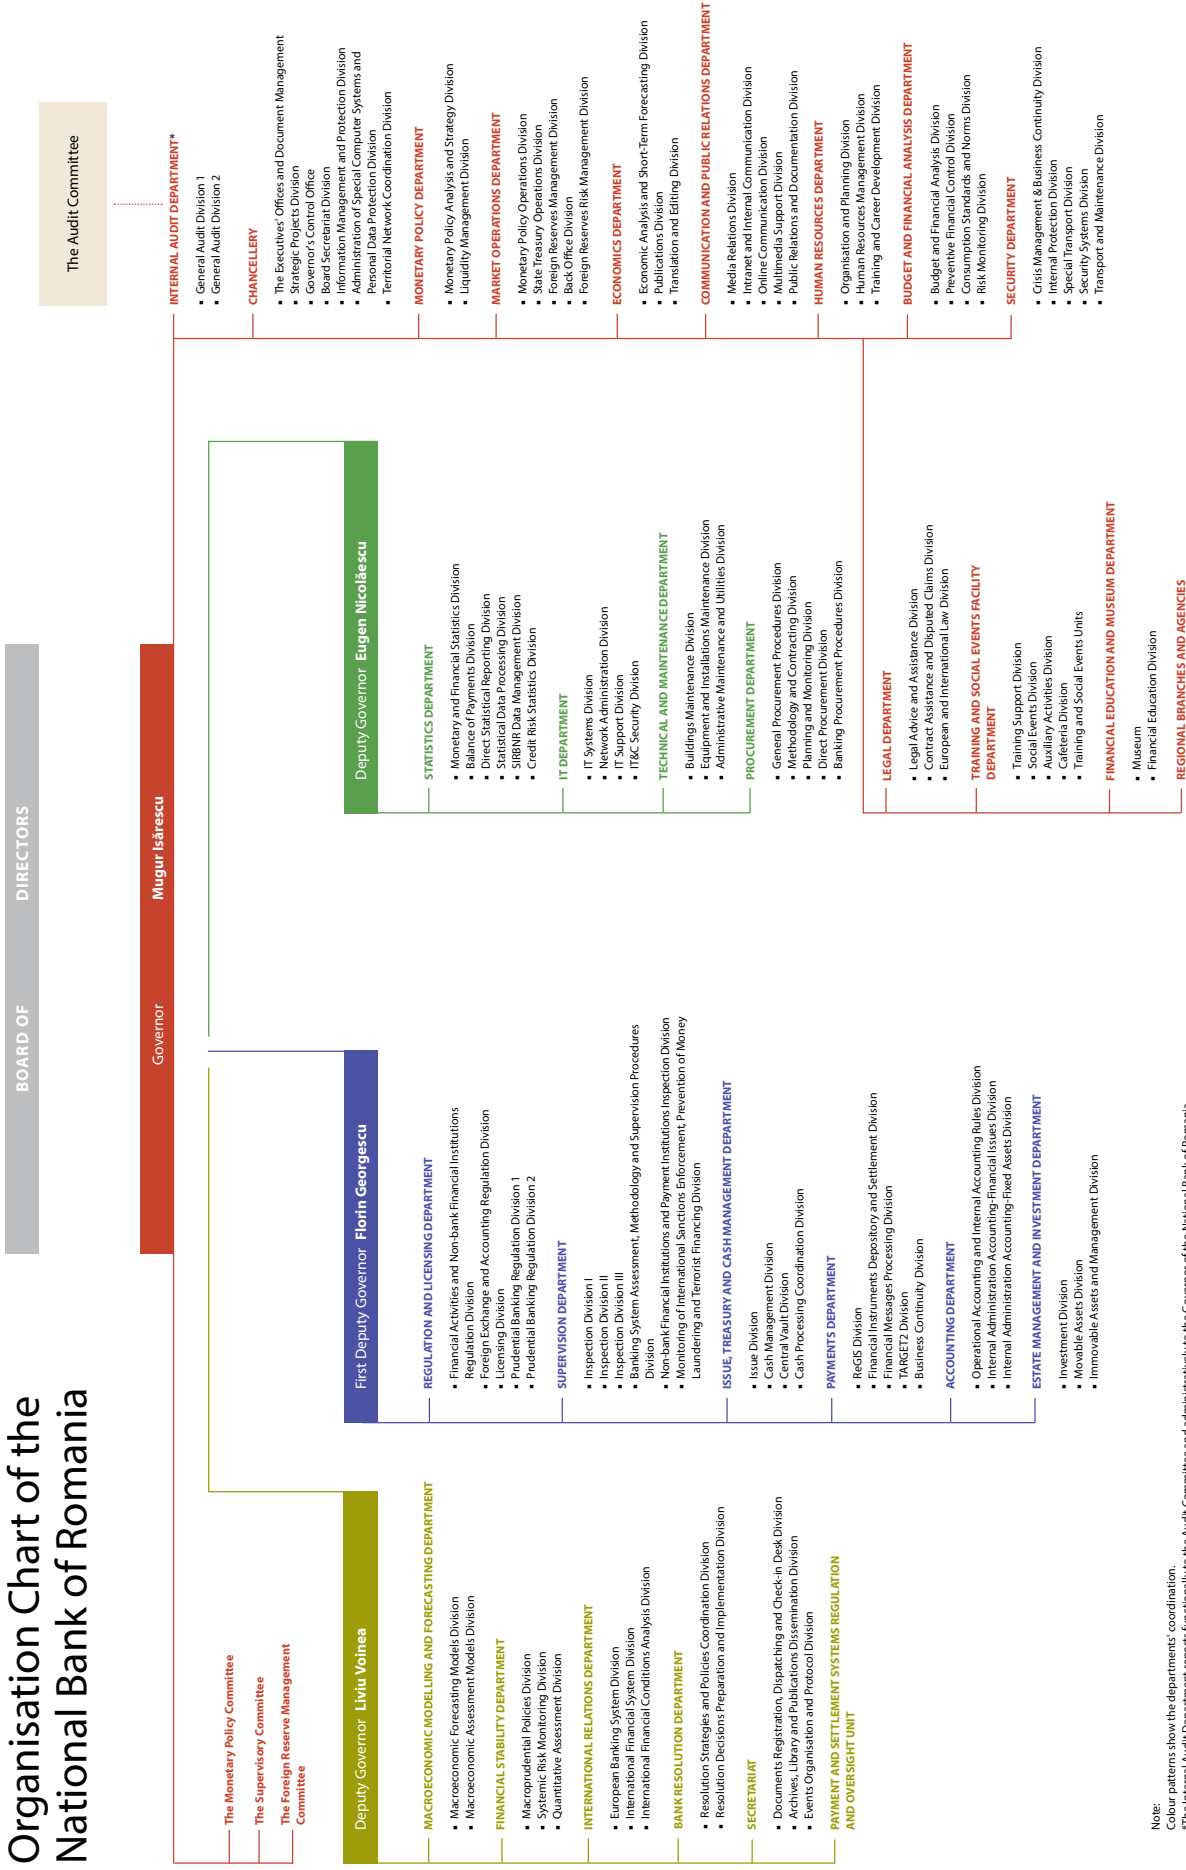 Organisation Chart of the
National Bank of Romania
BOARD OF DIRECTORS
The Audit Committee
Governor Mugur Isărescu
The Monetary Policy Committee
The Supervisory Committee
The Foreign Reserve Management
Committee
Deputy Governor Liviu Voinea
MACROECONOMIC MODELLING AND FORECASTING DEPARTMENT
▪ Macroeconomic Forecasting Models Division
▪ Macroeconomic Assessment Models Division
FINANCIAL STABILITY DEPARTMENT
▪ Macroprudential Policies Division
▪ Systemic Risk Monitoring Division
▪ Quantitative Assessment Division
INTERNATIONAL RELATIONS DEPARTMENT
▪ European Banking System Division
▪ International Financial System Division
▪ International Financial Conditions Analysis Division
BANK RESOLUTION DEPARTMENT
▪ Resolution Strategies and Policies Coordination Division
▪ Resolution Decisions Preparation and Implementation Division
SECRETARIAT
▪ Documents Registration, Dispatching and Check-in Desk Division
▪ Archives, Library and Publications Dissemination Division
▪ Events Organisation and Protocol Division
PAYMENT AND SETTLEMENT SYSTEMS REGULATION
AND OVERSIGHT UNIT
First Deputy Governor Florin Georgescu
REGULATION AND LICENSING DEPARTMENT
▪ Financial Activities and Non-bank Financial Institutions
Regulation Division
▪ Foreign Exchange and Accounting Regulation Division
▪ Licensing Division
▪ Prudential Banking Regulation Division 1
▪ Prudential Banking Regulation Division 2
SUPERVISION DEPARTMENT
▪ Inspection Division I
▪ Inspection Division II
▪ Inspection Division III
▪ Banking System Assessment, Methodology and Supervision Procedures
Division
▪ Non-bank Financial Institutions and Payment Institutions Inspection Division
▪ Monitoring of International Sanctions Enforcement, Prevention of Money
Laundering and Terrorist Financing Division
ISSUE, TREASURY AND CASH MANAGEMENT DEPARTMENT
▪ Issue Division
▪ Cash Management Division
▪ Central Vault Division
▪ Cash Processing Coordination Division
PAYMENTS DEPARTMENT
▪ ReGIS Division
▪ Financial Instruments Depository and Settlement Division
▪ Financial Messages Processing Division
▪ TARGET2 Division
▪ Business Continuity Division
ACCOUNTING DEPARTMENT
▪ Operational Accounting and Internal Accounting Rules Division
▪ Internal Administration Accounting-Financial Issues Division
▪ Internal Administration Accounting-Fixed Assets Division
ESTATE MANAGEMENT AND INVESTMENT DEPARTMENT
▪ Investment Division
▪ Movable Assets Division
▪ Immovable Assets and Management Division
Deputy Governor Eugen Nicolăescu
STATISTICS DEPARTMENT
▪ Monetary and Financial Statistics Division
▪ Balance of Payments Division
▪ Direct Statistical Reporting Division
▪ Statistical Data Processing Division
▪ SIRBNR Data Management Division
▪ Credit Risk Statistics Division
IT DEPARTMENT
▪ IT Systems Division
▪ Network Administration Division
▪ IT Support Division
▪ IT&C Security Division
TECHNICAL AND MAINTENANCE DEPARTMENT
▪ Buildings Maintenance Division
▪ Equipment and Installations Maintenance Division
▪ Administrative Maintenance and Utilities Division
PROCUREMENT DEPARTMENT
▪ General Procurement Procedures Division
▪ Methodology and Contracting Division
▪ Planning and Monitoring Division
▪ Direct Procurement Division
▪ Banking Procurement Procedures Division
LEGAL DEPARTMENT
▪ Legal Advice and Assistance Division
▪ Contract Assistance and Disputed Claims Division
▪ European and International Law Division
TRAINING AND SOCIAL EVENTS FACILITY
DEPARTMENT
▪ Training Support Division
▪ Social Events Division
▪ Auxiliary Activities Division
▪ Cafeteria Division
▪ Training and Social Events Units
FINANCIAL EDUCATION AND MUSEUM DEPARTMENT
▪ Museum
▪ Financial Education Division
REGIONAL BRANCHES AND AGENCIES
INTERNAL AUDIT DEPARTMENT*
▪ General Audit Division 1
▪ General Audit Division 2
CHANCELLERY
▪ The Executives' Offices and Document Management
▪ Strategic Projects Division
▪ Governor's Control Office
▪ Board Secretariat Division
▪ Information Management and Protection Division
▪ Administration of Special Computer Systems and
Personal Data Protection Division
▪ Territorial Network Coordination Division
MONETARY POLICY DEPARTMENT
▪ Monetary Policy Analysis and Strategy Division
▪ Liquidity Management Division
MARKET OPERATIONS DEPARTMENT
▪ Monetary Policy Operations Division
▪ State Treasury Operations Division
▪ Foreign Reserves Management Division
▪ Back Office Division
▪ Foreign Reserves Risk Management Division
ECONOMICS DEPARTMENT
▪ Economic Analysis and Short-Term Forecasting Division
▪ Publications Division
▪ Translation and Editing Division
COMMUNICATION AND PUBLIC RELATIONS DEPARTMENT
▪ Media Relations Division
▪ Intranet and Internal Communication Division
▪ Online Communication Division
▪ Multimedia Support Division
▪ Public Relations and Documentation Division
HUMAN RESOURCES DEPARTMENT
▪ Organisation and Planning Division
▪ Human Resources Management Division
▪ Training and Career Development Division
BUDGET AND FINANCIAL ANALYSIS DEPARTMENT
▪ Budget and Financial Analysis Division
▪ Preventive Financial Control Division
▪ Consumption Standards and Norms Division
▪ Risk Monitoring Division
SECURITY DEPARTMENT
▪ Crisis Management & Business Continuity Division
▪ Internal Protection Division
▪ Special Transport Division
▪ Security Systems Division
▪ Transport and Maintenance Division
Note:
Colour patterns show the departments' coordination.
*The Internal Audit Department reports functionally to the Audit Committee and administratively to the Governor of the National Bank of Romania.